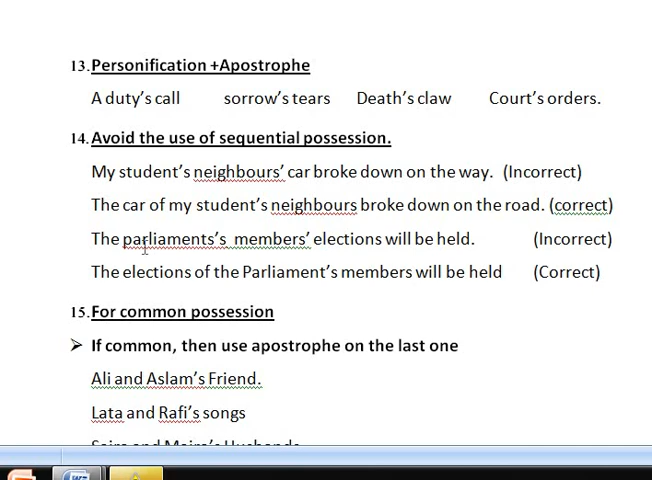 13. Personification +Apostrophe
A duty's call sorrow's tears Death's claw Court's orders.
14. Avoid the use of sequential possession.
My student's neighbours' car broke down on the way. (Incorrect)
The car of my student's neighbours broke down on the road. (correct)
The parliaments's members' elections will be held. (Incorrect)
The elections of the Parliament's members will be held (Correct)
15. For common possession
➢ If common, then use apostrophe on the last one
Ali and Aslam's Friend.
Lata and Rafi's songs